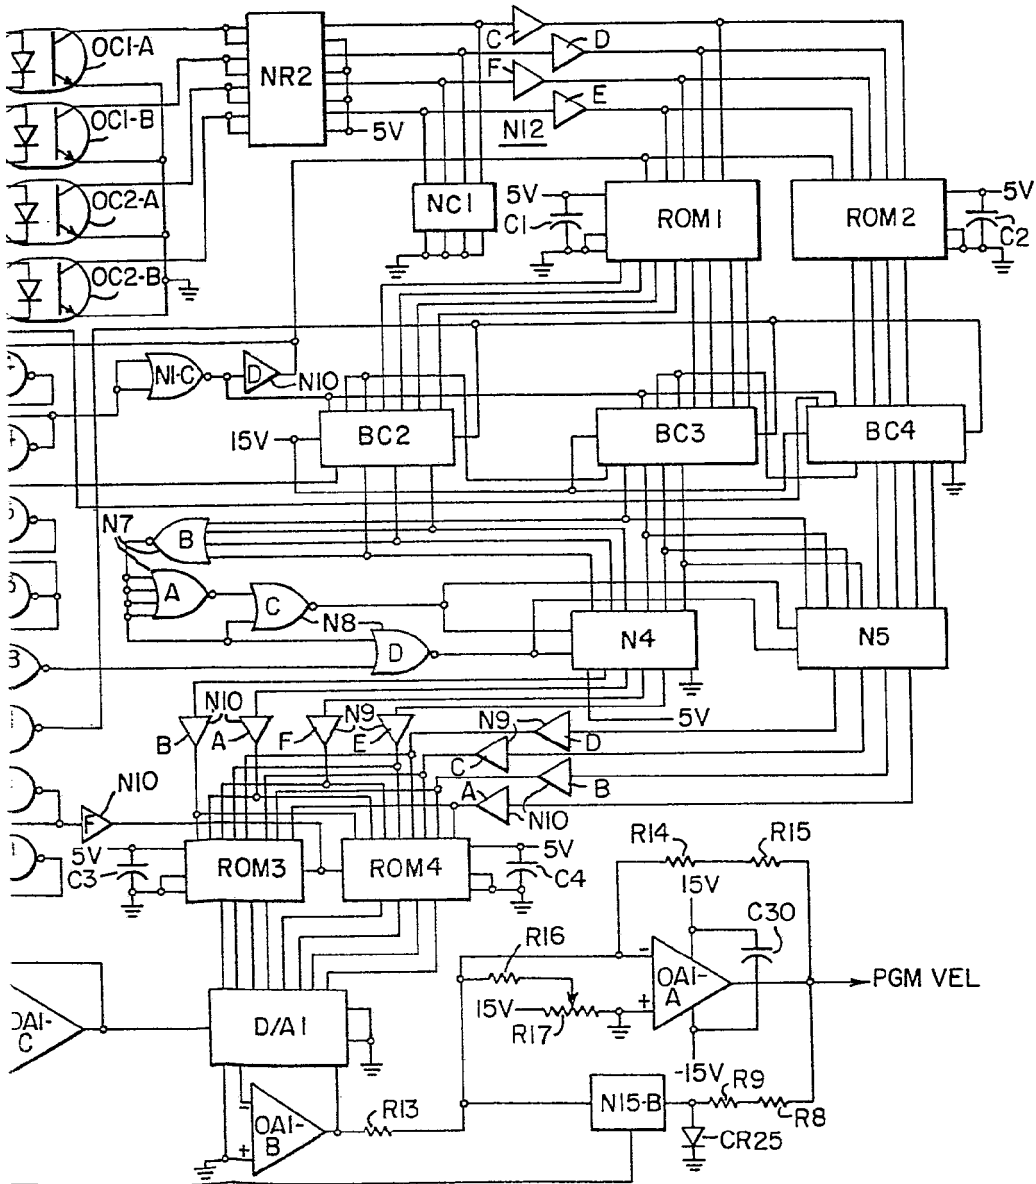 OC1-A
NR2
C
D
F
E
OC1-B
5V
N12
OC2-A
NC1
5V
C1
ROM1
ROM2
5V
C2
OC2-B
N1-C
D
N10
15V
BC2
BC3
BC4
N7
B
A
C
N8
D
N4
N5
B
N10
A
F
N9
E
5V
N9
D
C
B
A
N10
N10
F
5V
C3
ROM3
ROM4
5V
C4
R14
R15
15V
C30
R16
-
OA1-
A
+
PGM VEL
15V
R17
OA1-
C
D/A1
-15V
R9
-
OA1-
B
+
R13
N15-B
R8
CR25